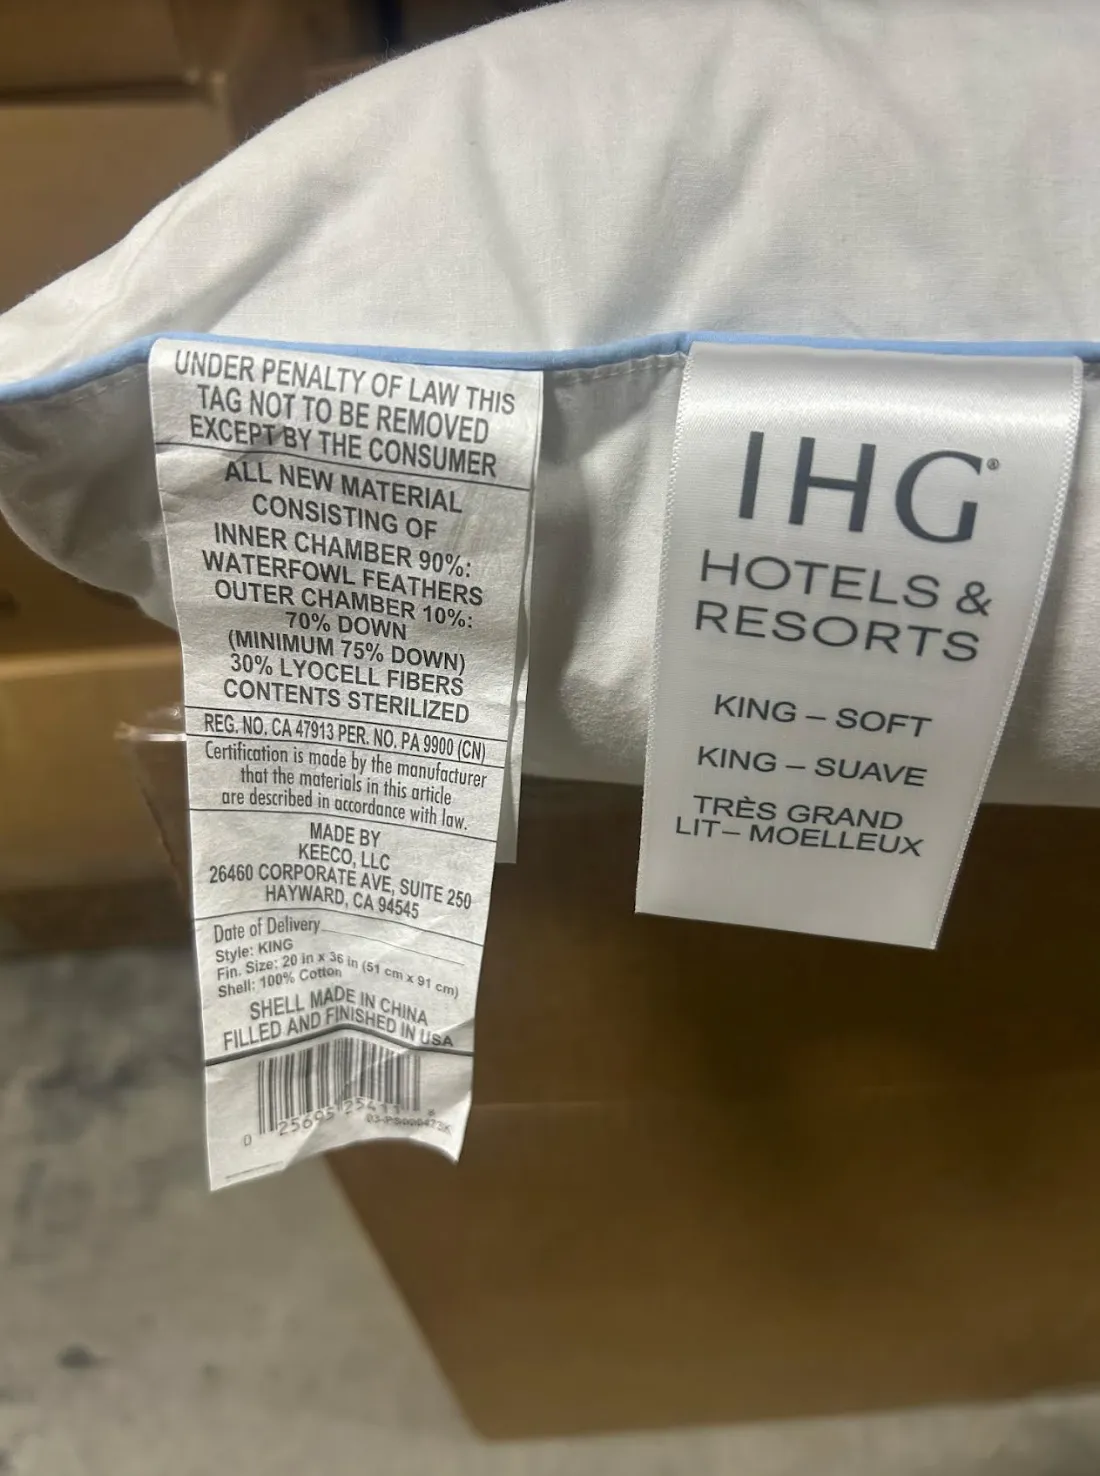 UNDER PENALTY OF LAW THIS
TAG NOT TO BE REMOVED
EXCEPT BY THE CONSUMER
ALL NEW MATERIAL
CONSISTING OF
INNER CHAMBER 90%:
WATERFOWL FEATHERS
OUTER CHAMBER 10%:
70% DOWN
(MINIMUM 75% DOWN)
30% LYOCELL FIBERS
CONTENTS STERILIZED
REG. NO. CA 47913 PER. NO. PA 9900 (CN)
Certification is made by the manufacturer
that the materials in this article
are described in accordance with law.
MADE BY
KEECO, LLC
26460 CORPORATE AVE, SUITE 250
HAYWARD, CA 94545
Date of Delivery
Style: KING
Fin. Size: 20 in x 36 in (51 cm x 91 cm)
Shell: 100% Cotton
SHELL MADE IN CHINA
FILLED AND FINISHED IN USA
0 25695 25411
IHG®
HOTELS &
RESORTS
KING – SOFT
KING – SUAVE
TRÈS GRAND
LIT– MOELLEUX